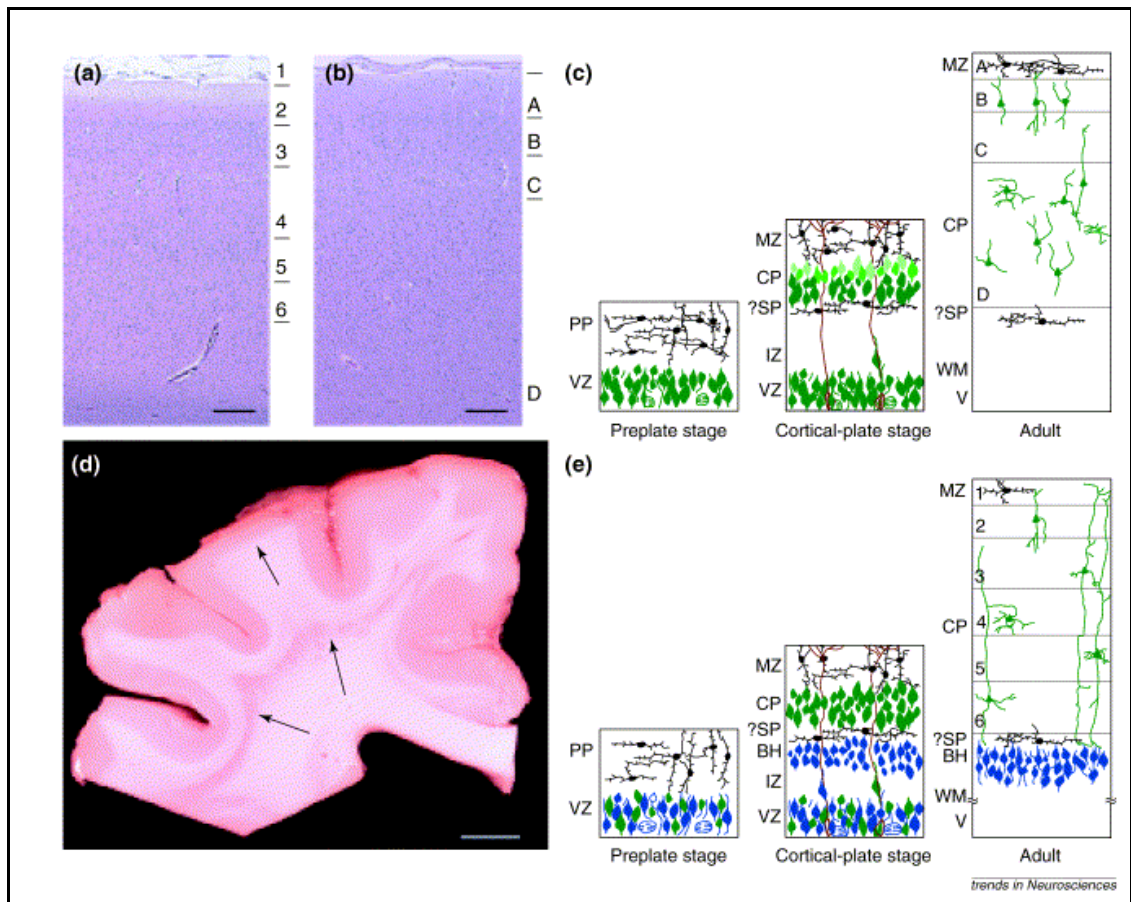 (a)
1
2
3
4
5
6
(b)
A
B
C
D
(c)
PP
VZ
Preplate stage
MZ
CP
?SP
IZ
VZ
Cortical-plate stage
MZ
A
B
C
CP
D
?SP
WM
V
Adult
(d)
(e)
PP
VZ
Preplate stage
MZ
CP
?SP
BH
IZ
VZ
Cortical-plate stage
MZ
1
2
3
CP
4
5
6
?SP
BH
WM
V
Adult
trends in Neurosciences